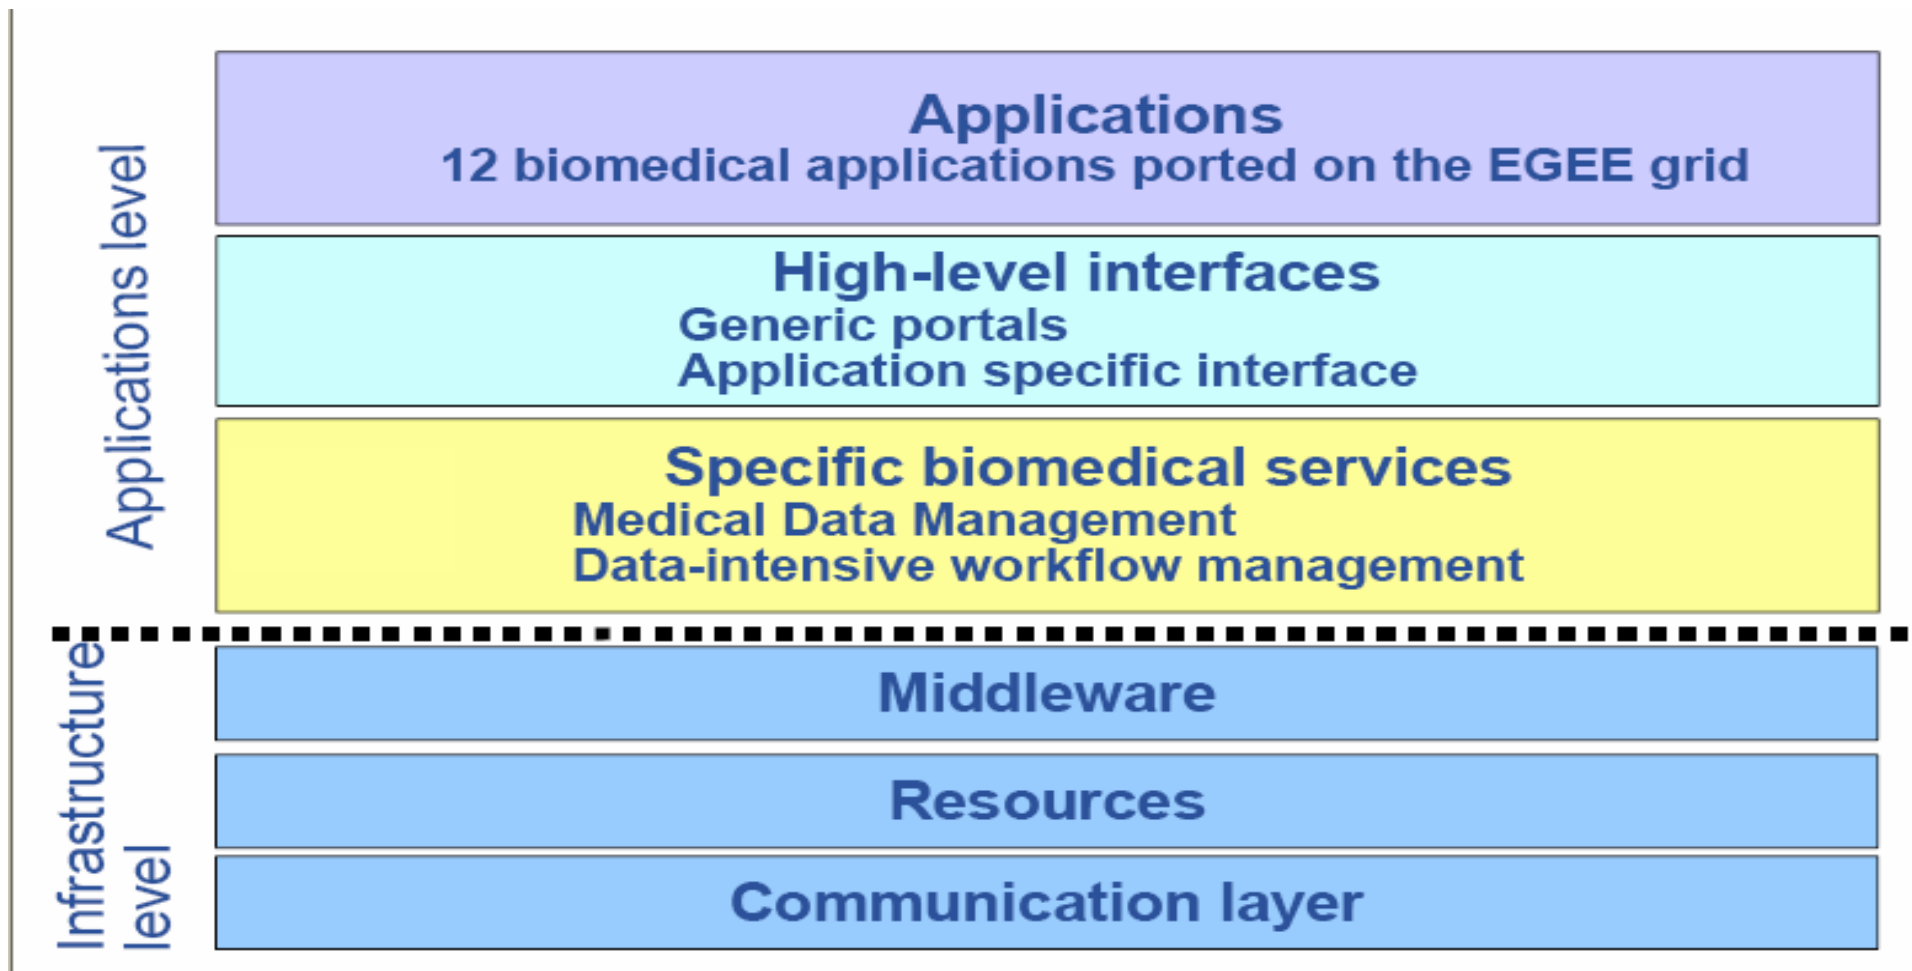 Applications level
Applications
12 biomedical applications ported on the EGEE grid
High-level interfaces
Generic portals
Application specific interface
Specific biomedical services
Medical Data Management
Data-intensive workflow management
Infrastructure
level
Middleware
Resources
Communication layer